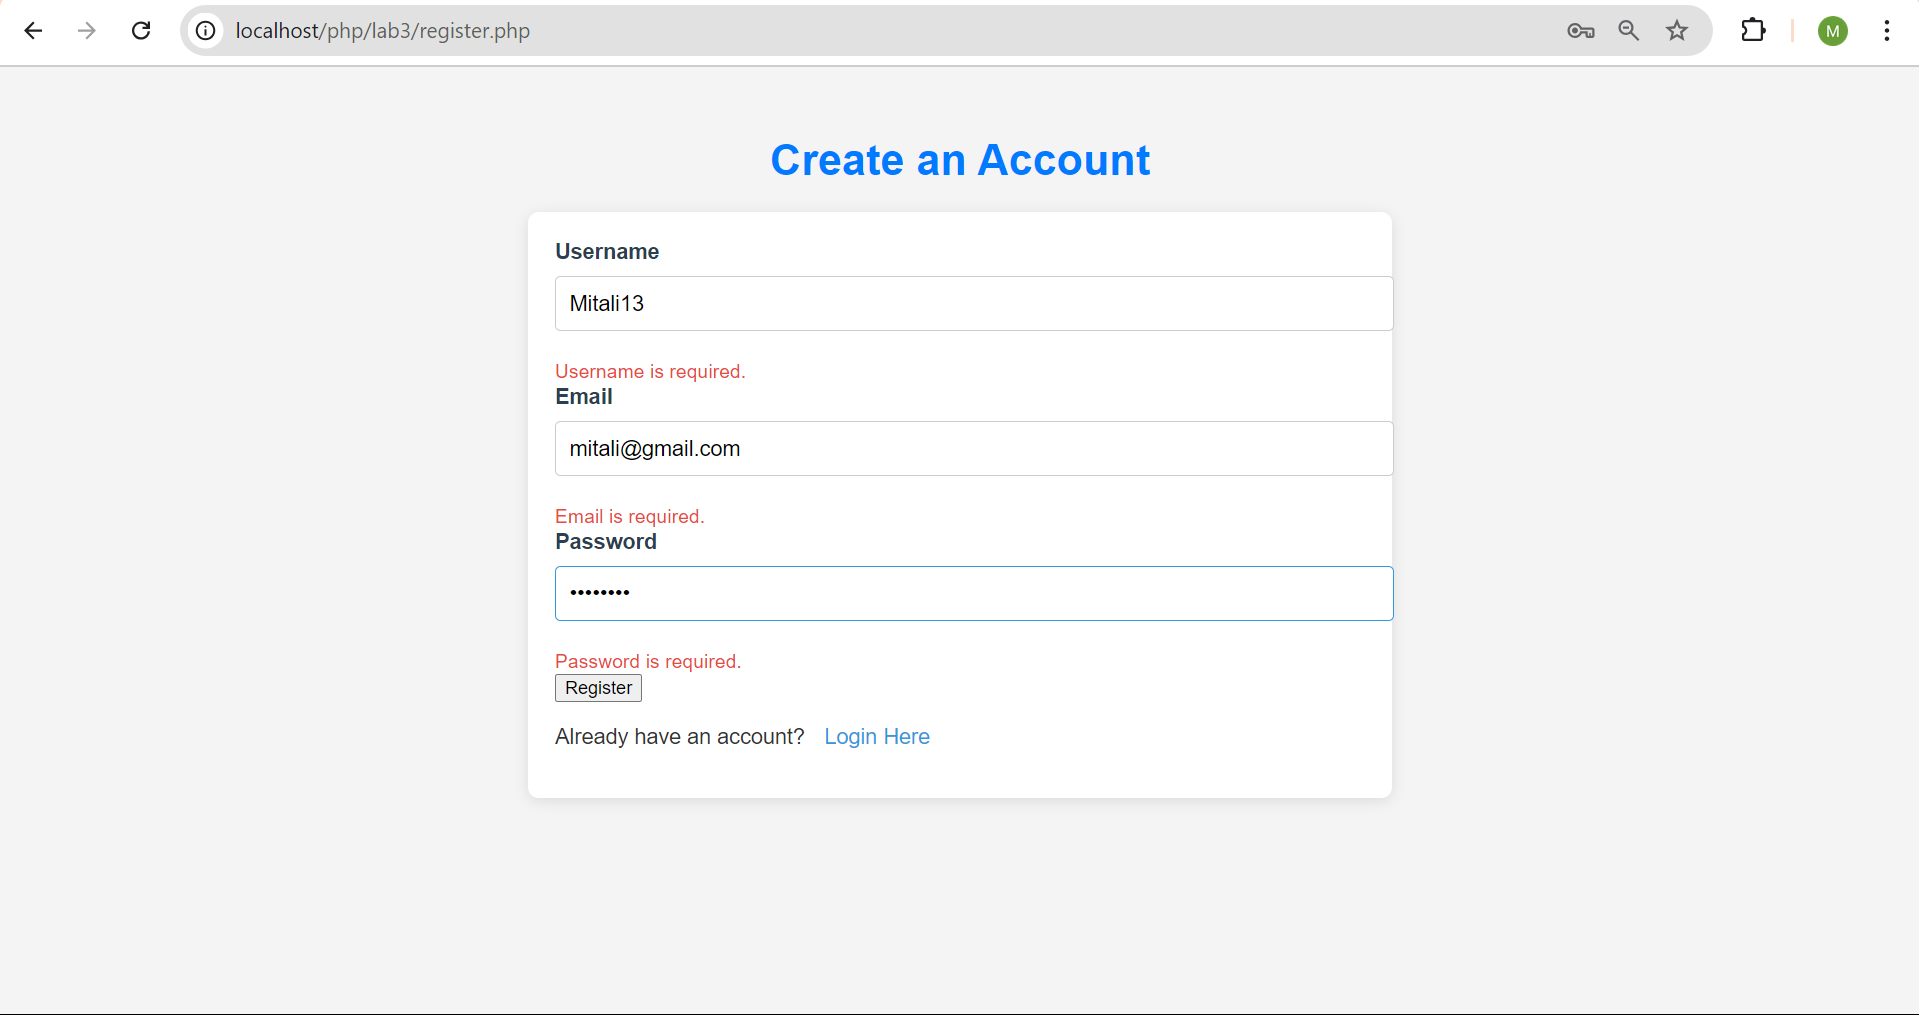 localhost/php/lab3/register.php
M
Create an Account
Username
Mitali13
Username is required.
Email
mitali@gmail.com
Email is required.
Password
••••••••
Password is required.
Register
Already have an account? Login Here